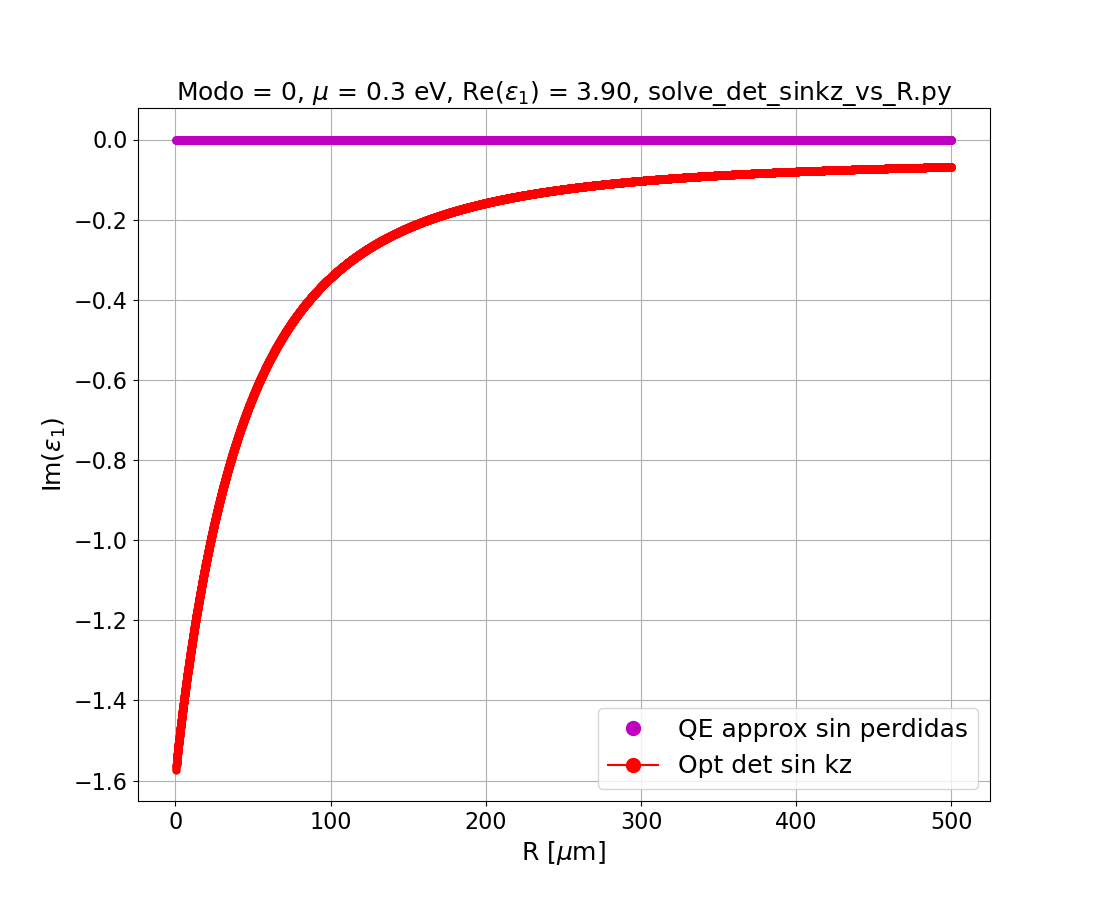 Modo = 0, μ = 0.3 eV, Re(ε₁) = 3.90, solve_det_sinkz_vs_R.py
0.0
−0.2
−0.4
−0.6
−0.8
−1.0
−1.2
−1.4
−1.6
Im(ε₁)
QE approx sin perdidas
Opt det sin kz
0 100 200 300 400 500
R [μm]